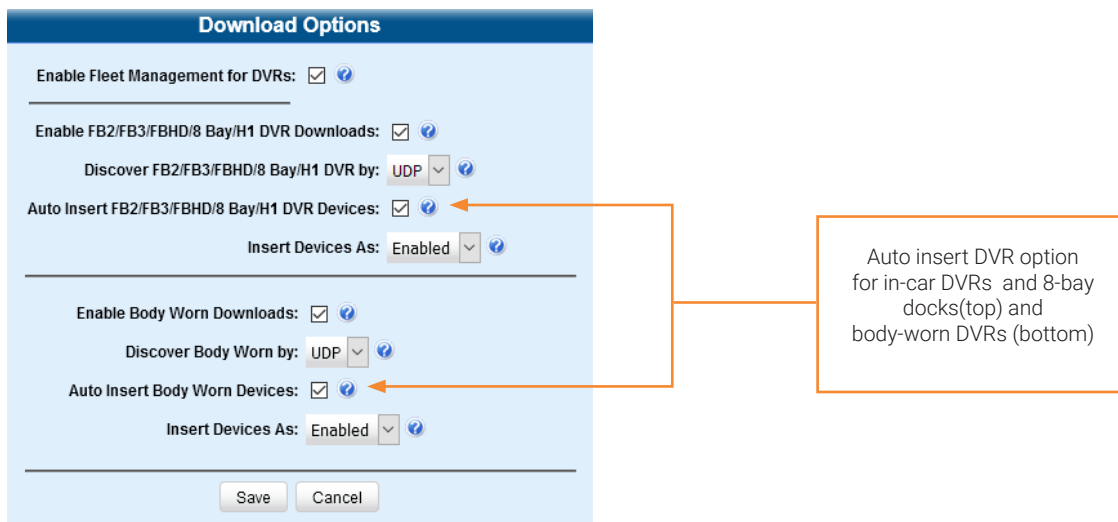 Download Options
Enable Fleet Management for DVRs:
Enable FB2/FB3/FBHD/8 Bay/H1 DVR Downloads:
Discover FB2/FB3/FBHD/8 Bay/H1 DVR by: UDP
Auto Insert FB2/FB3/FBHD/8 Bay/H1 DVR Devices:
Insert Devices As: Enabled
Enable Body Worn Downloads:
Discover Body Worn by: UDP
Auto Insert Body Worn Devices:
Insert Devices As: Enabled
Save Cancel
Auto insert DVR option
for in-car DVRs and 8-bay
docks(top) and
body-worn DVRs (bottom)